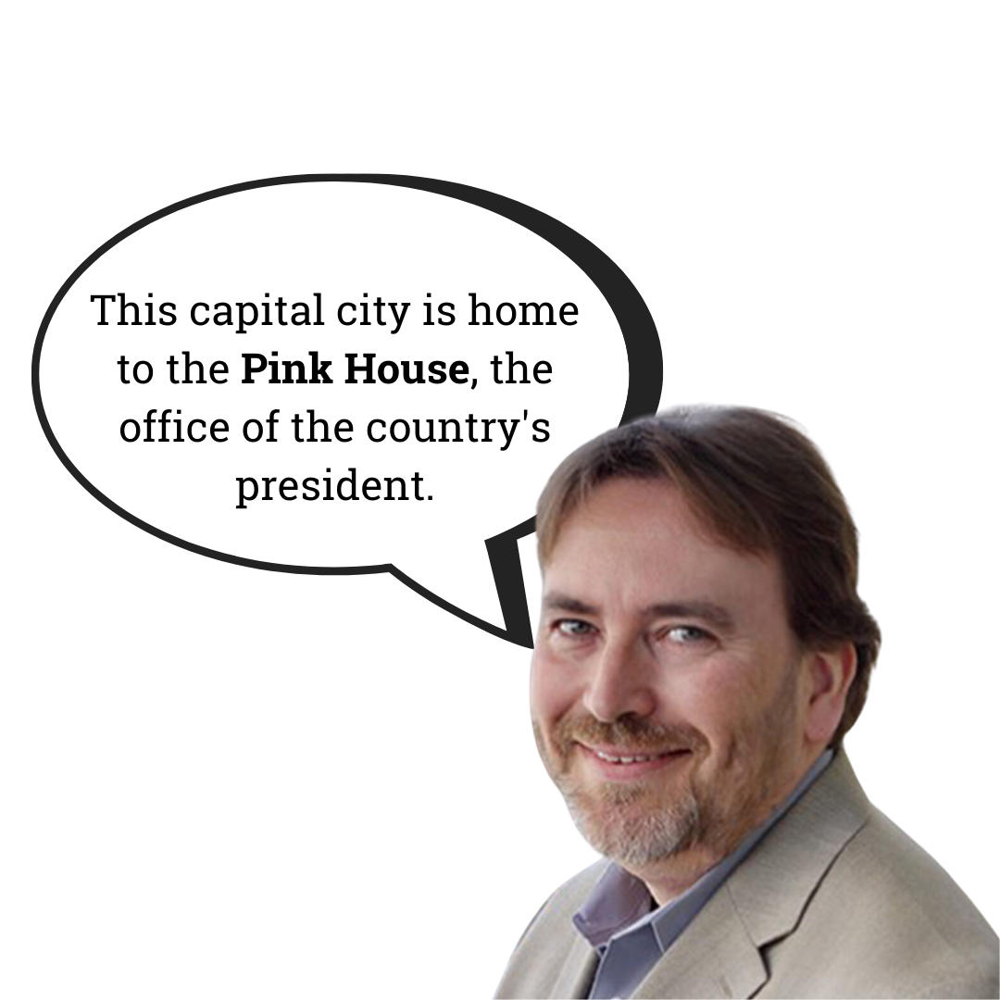 This capital city is home
to the Pink House, the
office of the country's
president.